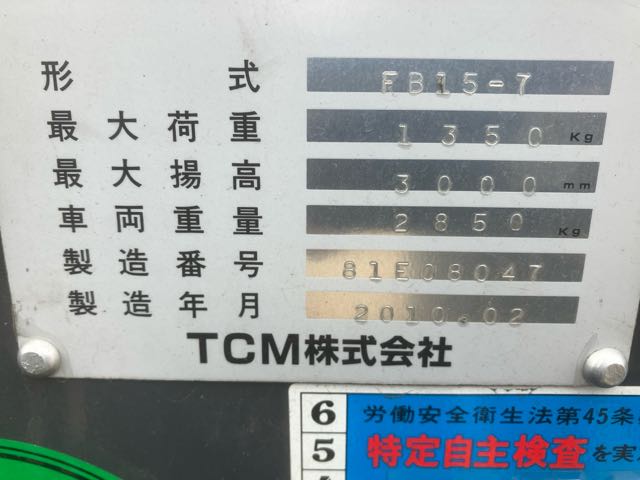 形式 FB15-7
最大荷重 1350 Kg
最大揚高 3000 mm
車両重量 2850 Kg
製造番号 81E08047
製造年月 2010.02
TCM株式会社
6 労働安全衛生法第45条
5 特定自主検査を実